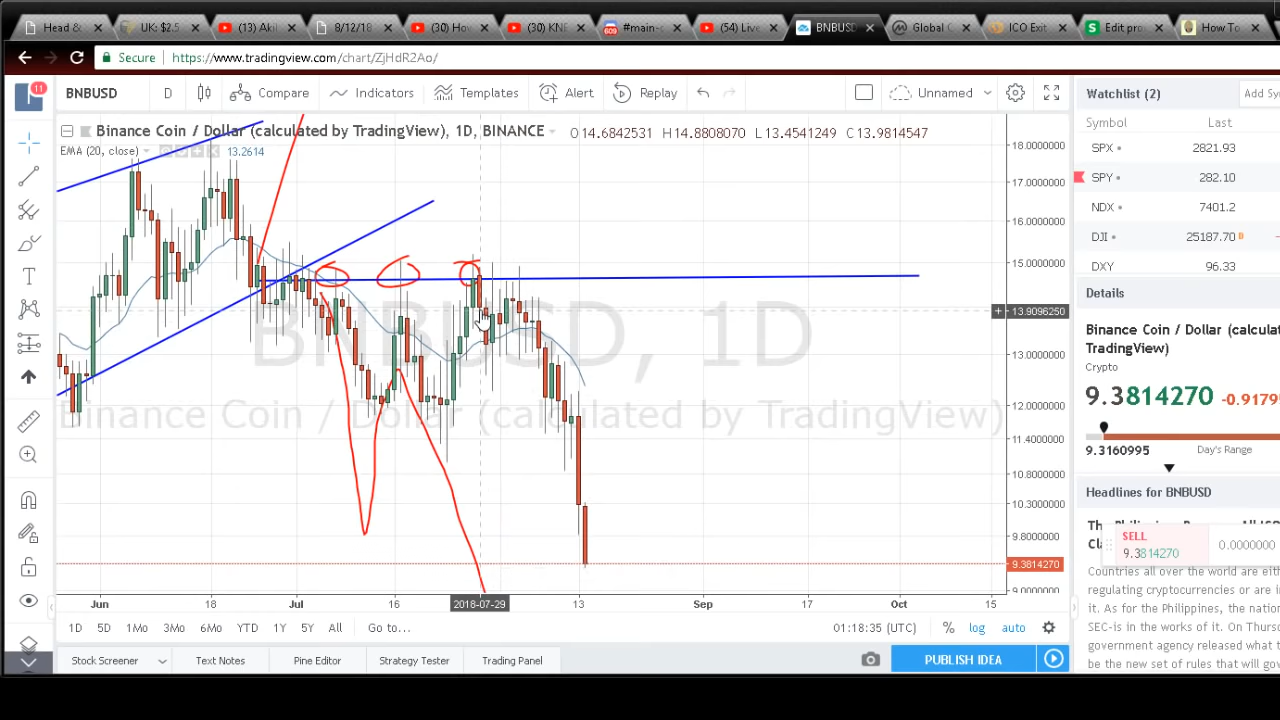 Head & UK: $2.5 (13) Akil 8/12/18 (30) Ho (30) KNE #main- (54) Live BNBUSD Global C ICO Exit Edit pro How To
609
Secure https://www.tradingview.com/chart/ZjHdR2Ao/
11
BNBUSD D Compare Indicators Templates Alert Replay Unnamed
Watchlist (2) Add Sy
Binance Coin / Dollar (calculated by TradingView), 1D, BINANCE O 14.6842531 H 14.8808070 L 13.4541249 C 13.9814547
EMA (20, close) 13.2614
Symbol Last
SPX 2821.93
SPY 282.10
NDX 7401.2
DJI 25187.70 D
DXY 96.33
18.0000000
17.0000000
16.0000000
15.0000000
13.9096250
13.0000000
12.0000000
11.4000000
10.8000000
10.3000000
9.8000000
9.3814270
9.0000000
BNBUSD, 1D
Binance Coin / Dollar (calculated by TradingView)
Details
Binance Coin / Dollar (calcula
TradingView)
Crypto
9.3814270 -0.9179
9.3160995 Day's Range
Headlines for BNBUSD
SELL
9.3814270 0.0000000
Countries all over the world are eith
regulating cryptocurrencies or are i
it. As for the Philippines, the nation
SEC-is in the works of it. On Thursc
government agency released what t
be the new set of rules that will gov
Jun 18 Jul 16 2018-07-29 13 Sep 17 Oct 15
1D 5D 1Mo 3Mo 6Mo YTD 1Y 5Y All Go to... 01:18:35 (UTC) % log auto
Stock Screener Text Notes Pine Editor Strategy Tester Trading Panel PUBLISH IDEA